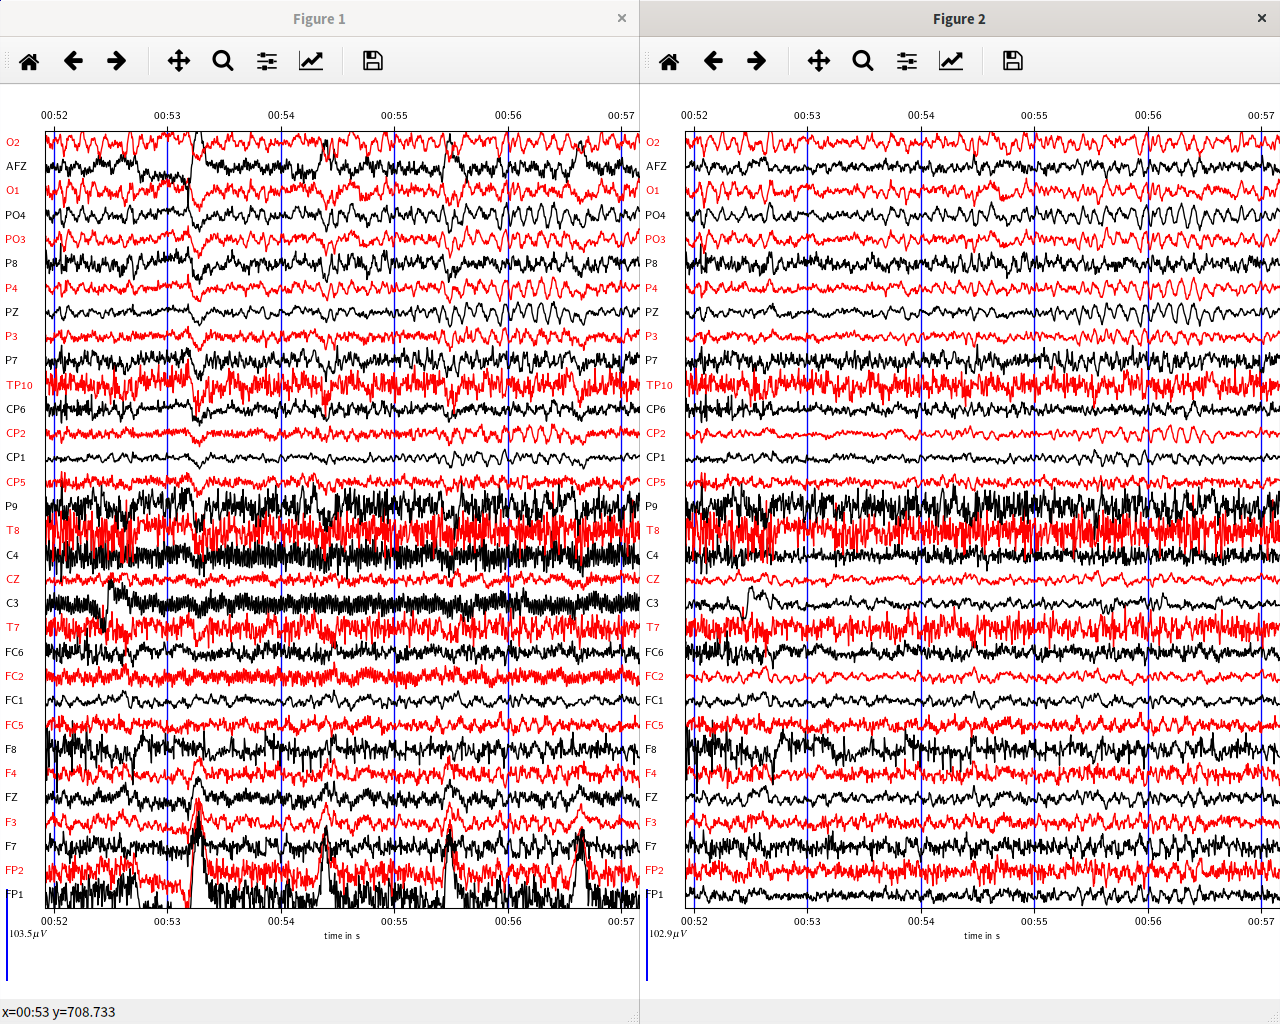 Figure 1
Figure 2
00:52 00:53 00:54 00:55 00:56 00:57
O2
AFZ
O1
PO4
PO3
P8
P4
PZ
P3
P7
TP10
CP6
CP2
CP1
CP5
P9
T8
C4
CZ
C3
T7
FC6
FC2
FC1
FC5
F8
F4
FZ
F3
F7
FP2
FP1
00:52 00:53 00:54 00:55 00:56 00:57
103.5μV
time in s
x=00:53 y=708.733
00:52 00:53 00:54 00:55 00:56 00:57
O2
AFZ
O1
PO4
PO3
P8
P4
PZ
P3
P7
TP10
CP6
CP2
CP1
CP5
P9
T8
C4
CZ
C3
T7
FC6
FC2
FC1
FC5
F8
F4
FZ
F3
F7
FP2
FP1
00:52 00:53 00:54 00:55 00:56 00:57
102.9μV
time in s